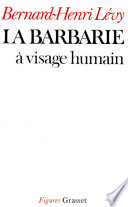 Bernard-Henri Lévy
LA BARBARIE
à visage humain
Figures Grasset